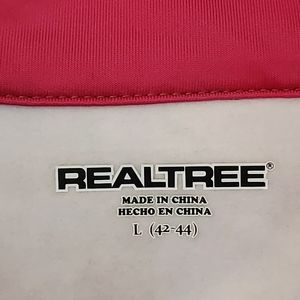 REALTREE®
MADE IN CHINA
HECHO EN CHINA
L (42-44)